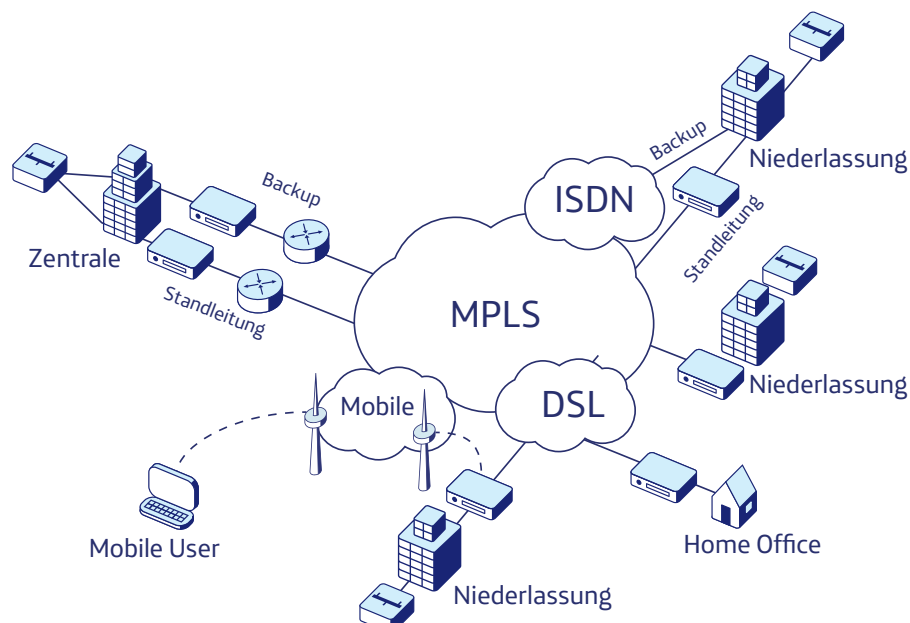 Backup
Niederlassung
ISDN
Backup
Standleitung
Zentrale
Standleitung
MPLS
Niederlassung
Mobile
DSL
Mobile User
Home Office
Niederlassung